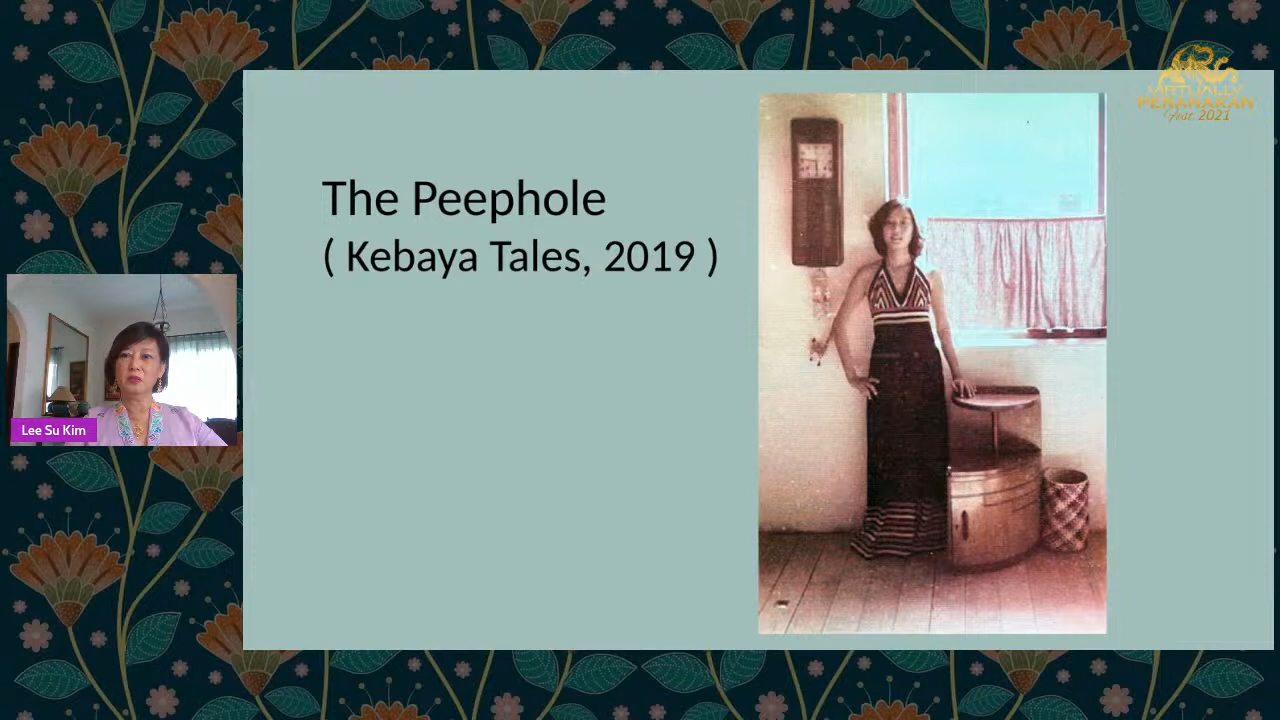 The Peephole
( Kebaya Tales, 2019 )
Lee Su Kim
VIRTUALLY
PERANAKAN
Fest 2021